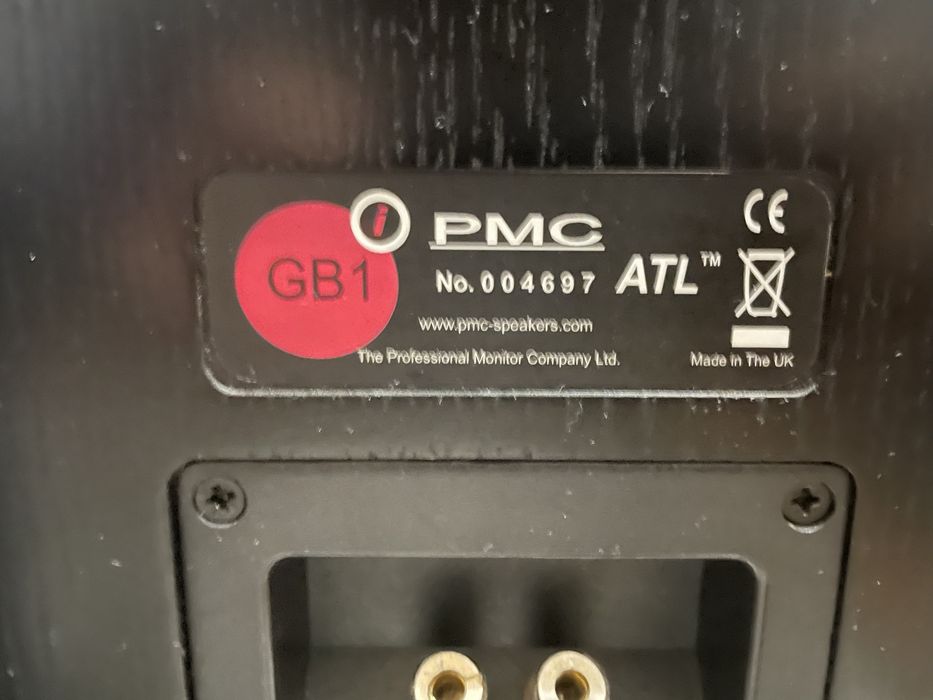 GB1
i
PMC
CE
No. 004697
ATL™
www.pmc-speakers.com
The Professional Monitor Company Ltd.
Made in The UK